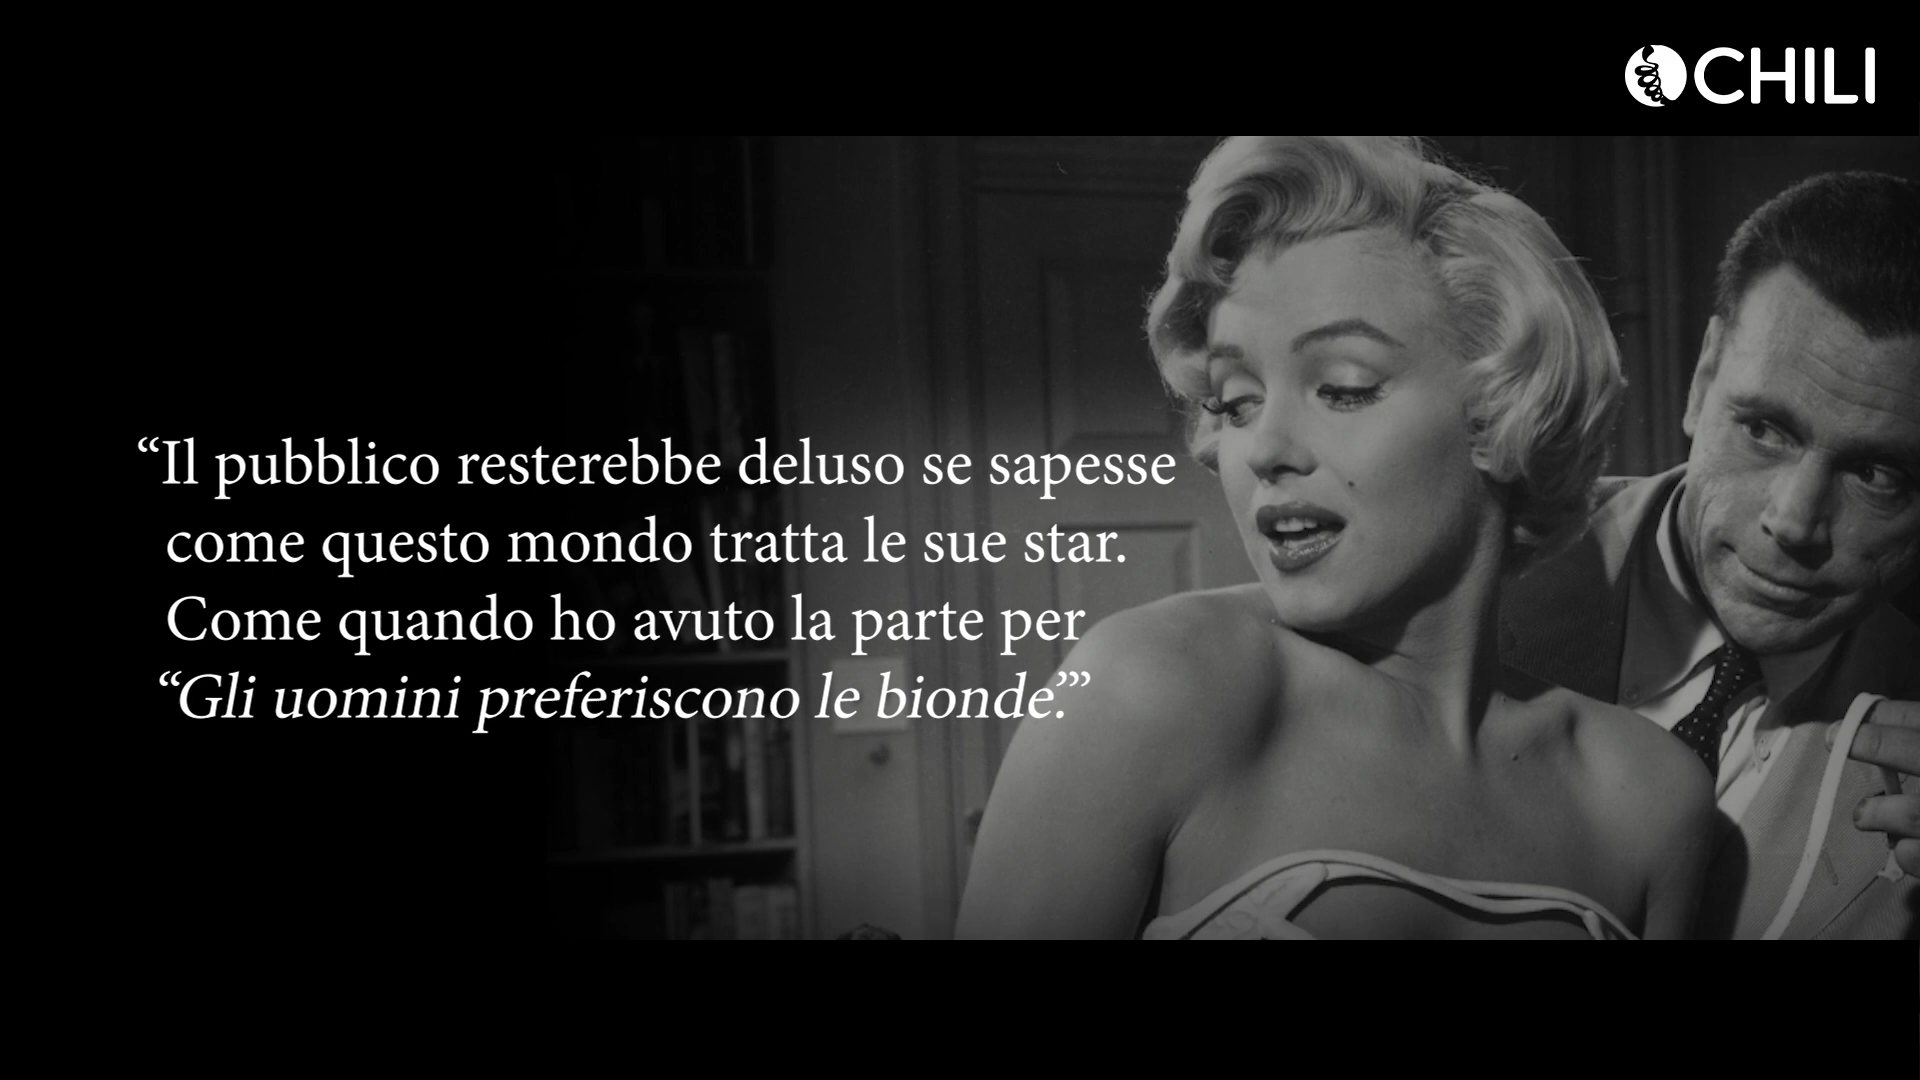 CHILI
“Il pubblico resterebbe deluso se sapesse
come questo mondo tratta le sue star.
Come quando ho avuto la parte per
“Gli uomini preferiscono le bionde.””